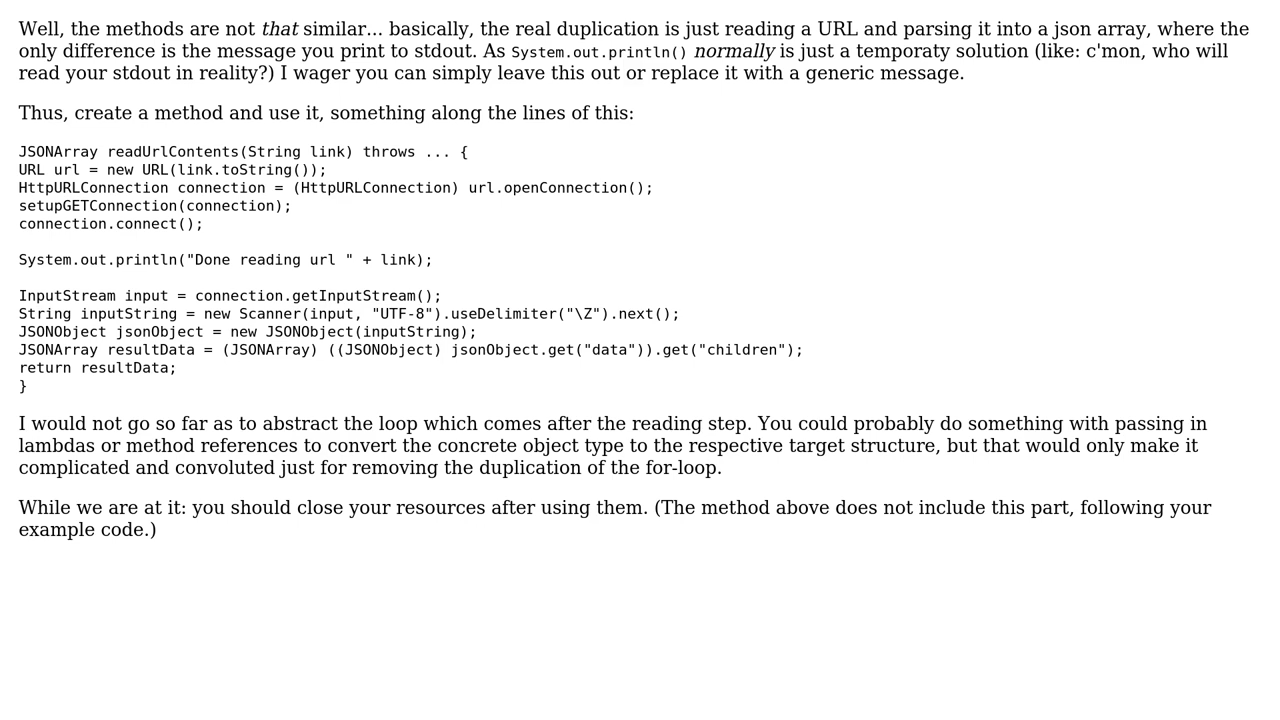 Well, the methods are not that similar... basically, the real duplication is just reading a URL and parsing it into a json array, where the
only difference is the message you print to stdout. As System.out.println() normally is just a temporaty solution (like: c'mon, who will
read your stdout in reality?) I wager you can simply leave this out or replace it with a generic message.
Thus, create a method and use it, something along the lines of this:
JSONArray readUrlContents(String link) throws ... {
URL url = new URL(link.toString());
HttpURLConnection connection = (HttpURLConnection) url.openConnection();
setupGETConnection(connection);
connection.connect();
System.out.println("Done reading url " + link);
InputStream input = connection.getInputStream();
String inputString = new Scanner(input, "UTF-8").useDelimiter("\Z").next();
JSONObject jsonObject = new JSONObject(inputString);
JSONArray resultData = (JSONArray) ((JSONObject) jsonObject.get("data")).get("children");
return resultData;
}
I would not go so far as to abstract the loop which comes after the reading step. You could probably do something with passing in
lambdas or method references to convert the concrete object type to the respective target structure, but that would only make it
complicated and convoluted just for removing the duplication of the for-loop.
While we are at it: you should close your resources after using them. (The method above does not include this part, following your
example code.)